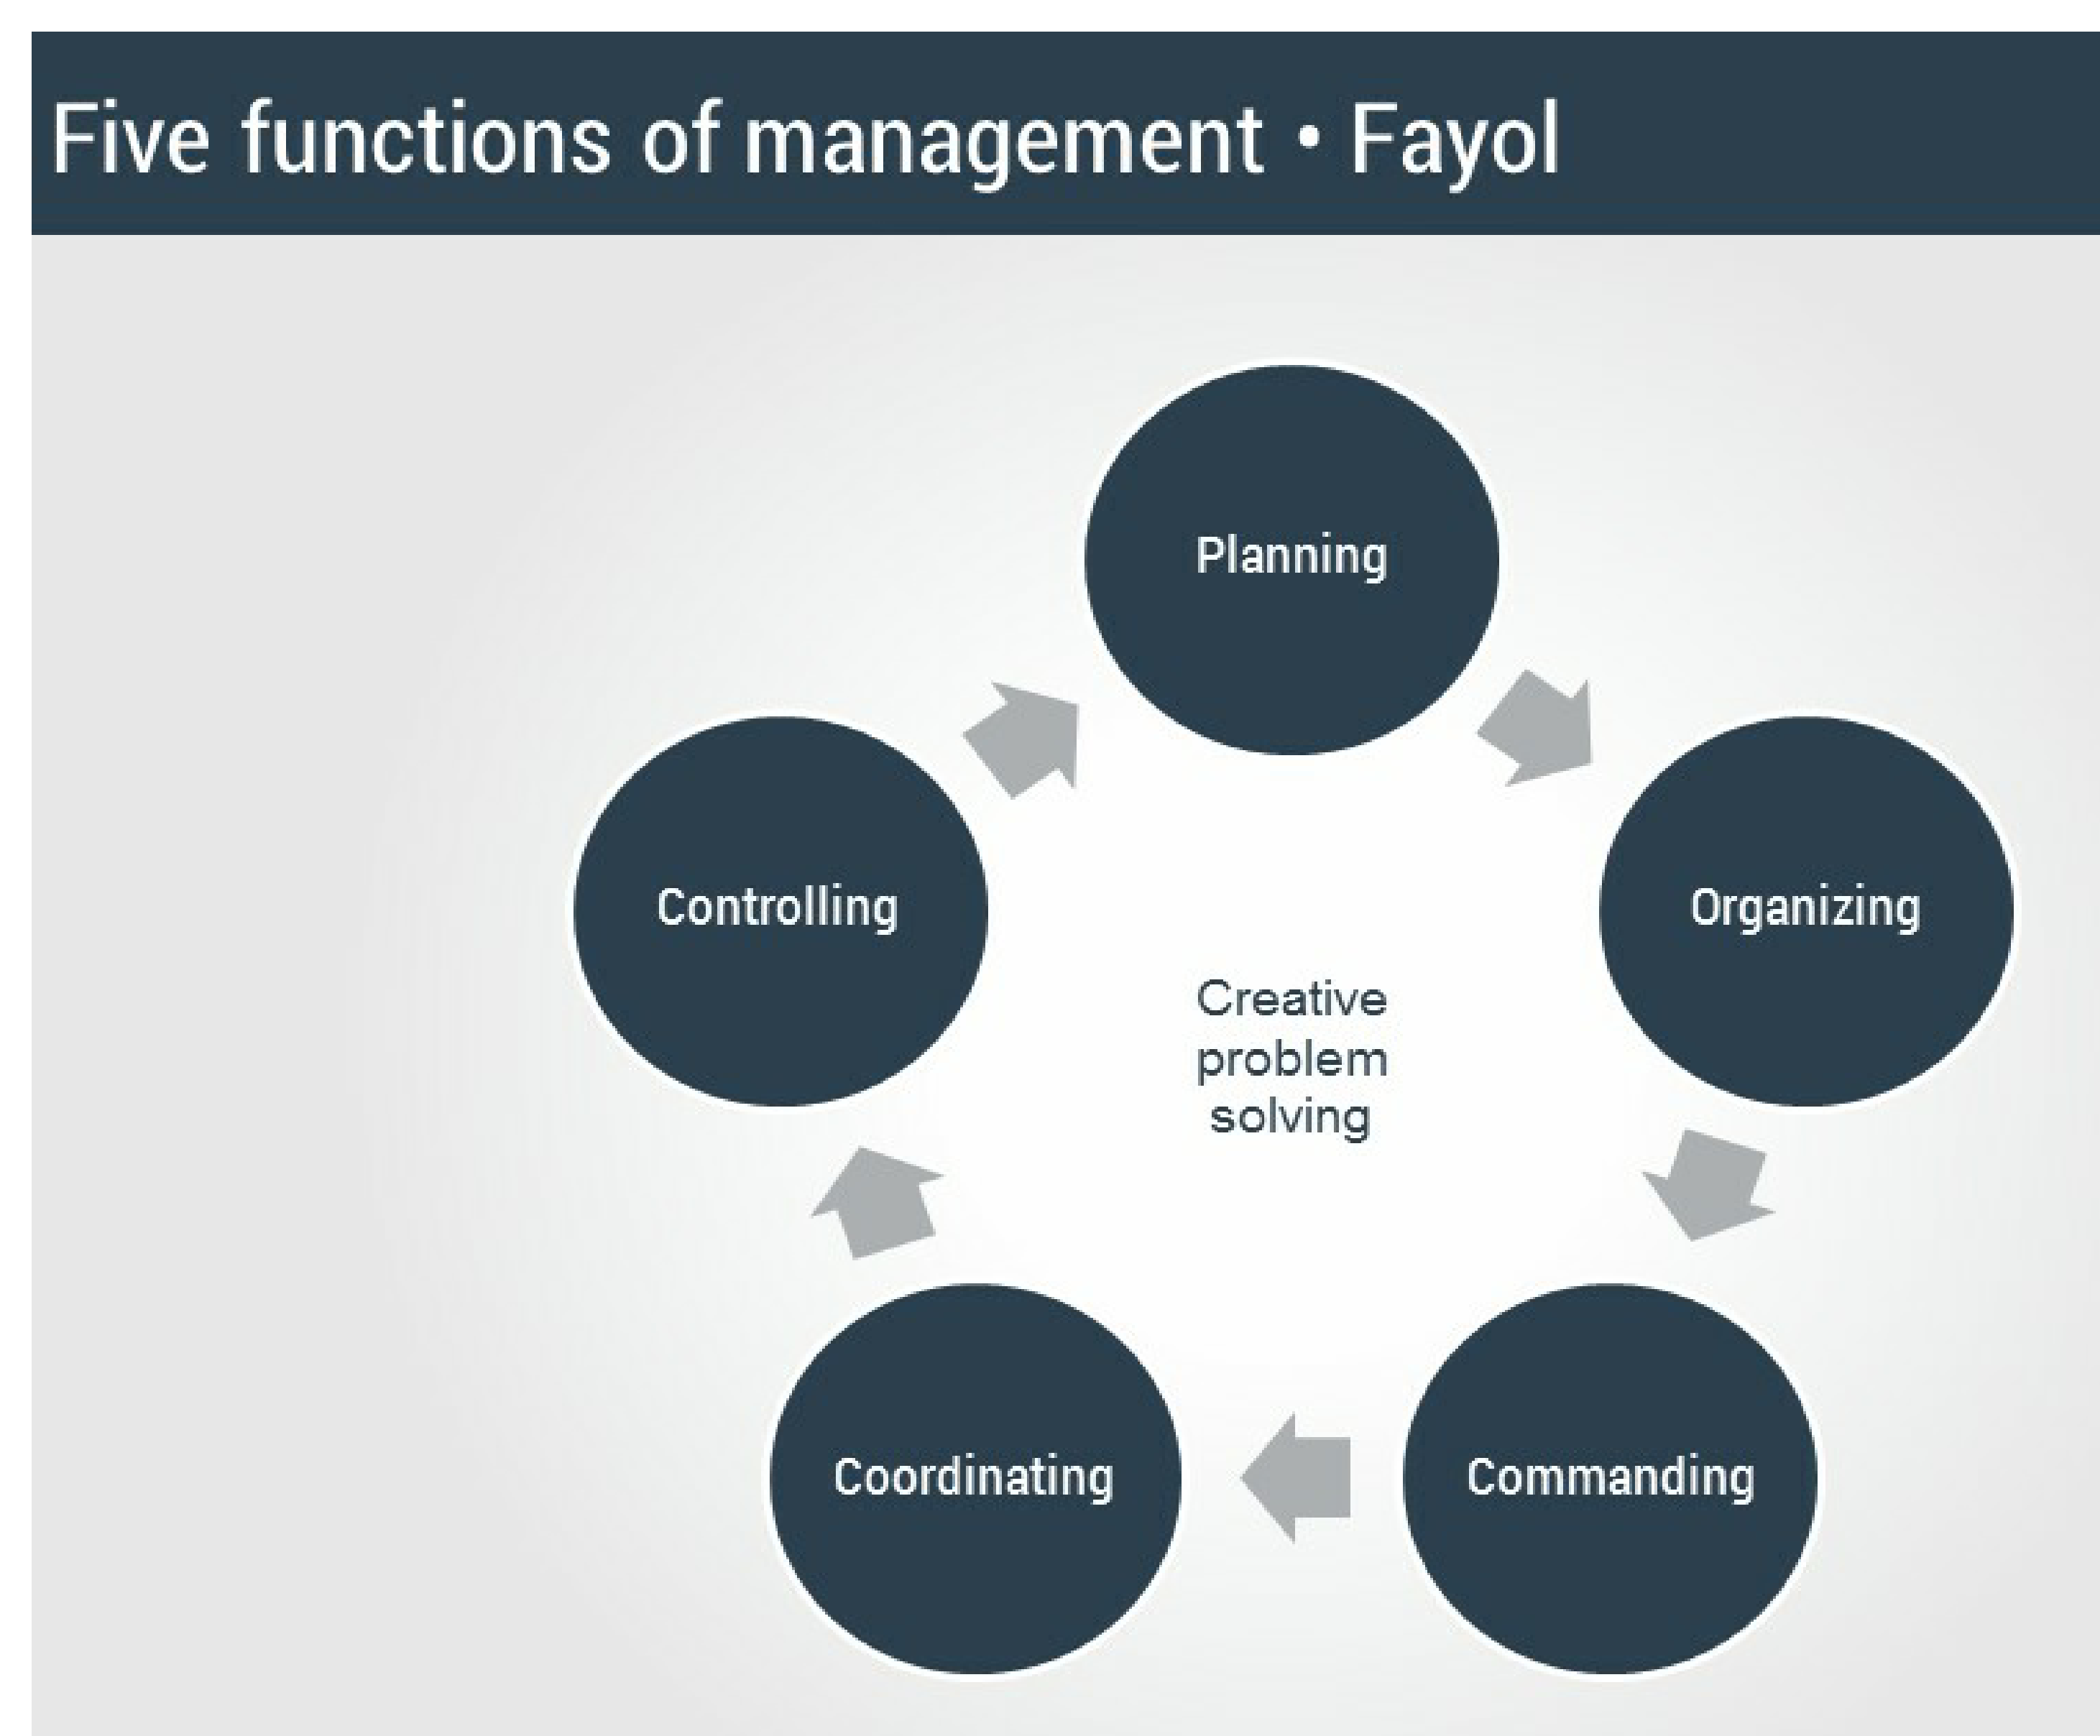 Five functions of management • Fayol
Planning
Organizing
Commanding
Coordinating
Controlling
Creative
problem
solving